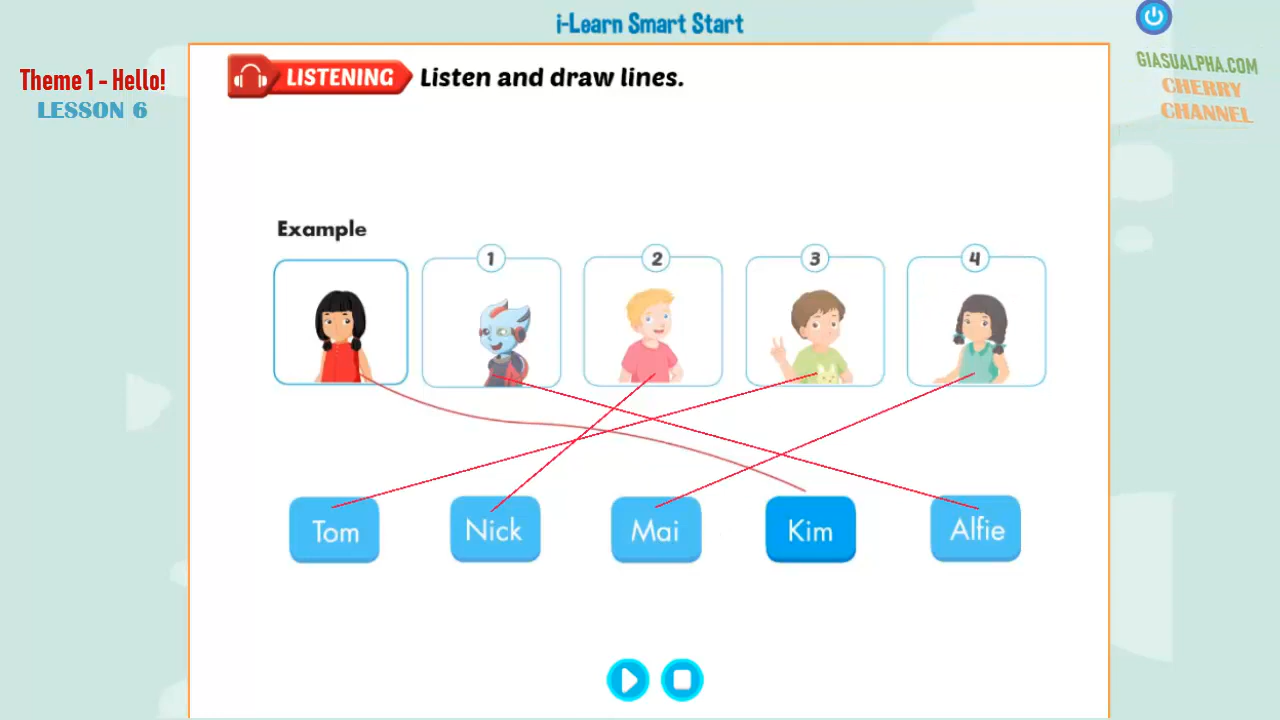 i-Learn Smart Start
Theme 1 - Hello!
LESSON 6
GIASUALPHA.COM
CHERRY
CHANNEL
LISTENING Listen and draw lines.
Example
1 2 3 4
Tom Nick Mai Kim Alfie